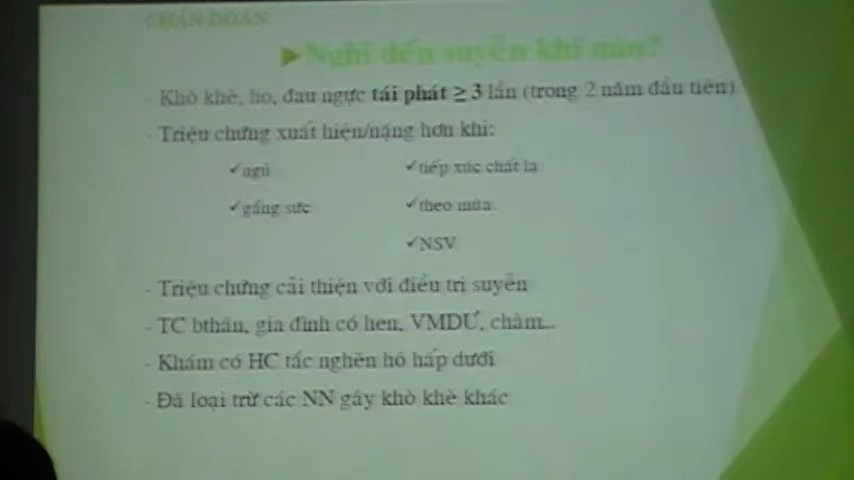 CHẨN ĐOÁN
Nghĩ đến suyễn khi nào?
- Khò khè, ho, đau ngực tái phát ≥ 3 lần (trong 2 năm đầu tiên)
- Triệu chứng xuất hiện/nặng hơn khi:
✓ngủ ✓tiếp xúc chất lạ
✓gắng sức ✓theo mùa
✓NSV
- Triệu chứng cải thiện với điều trị suyễn
- TC bthân, gia đình có hen, VMDƯ, chàm...
- Khám có HC tắc nghẽn hô hấp dưới
- Đã loại trừ các NN gây khò khè khác